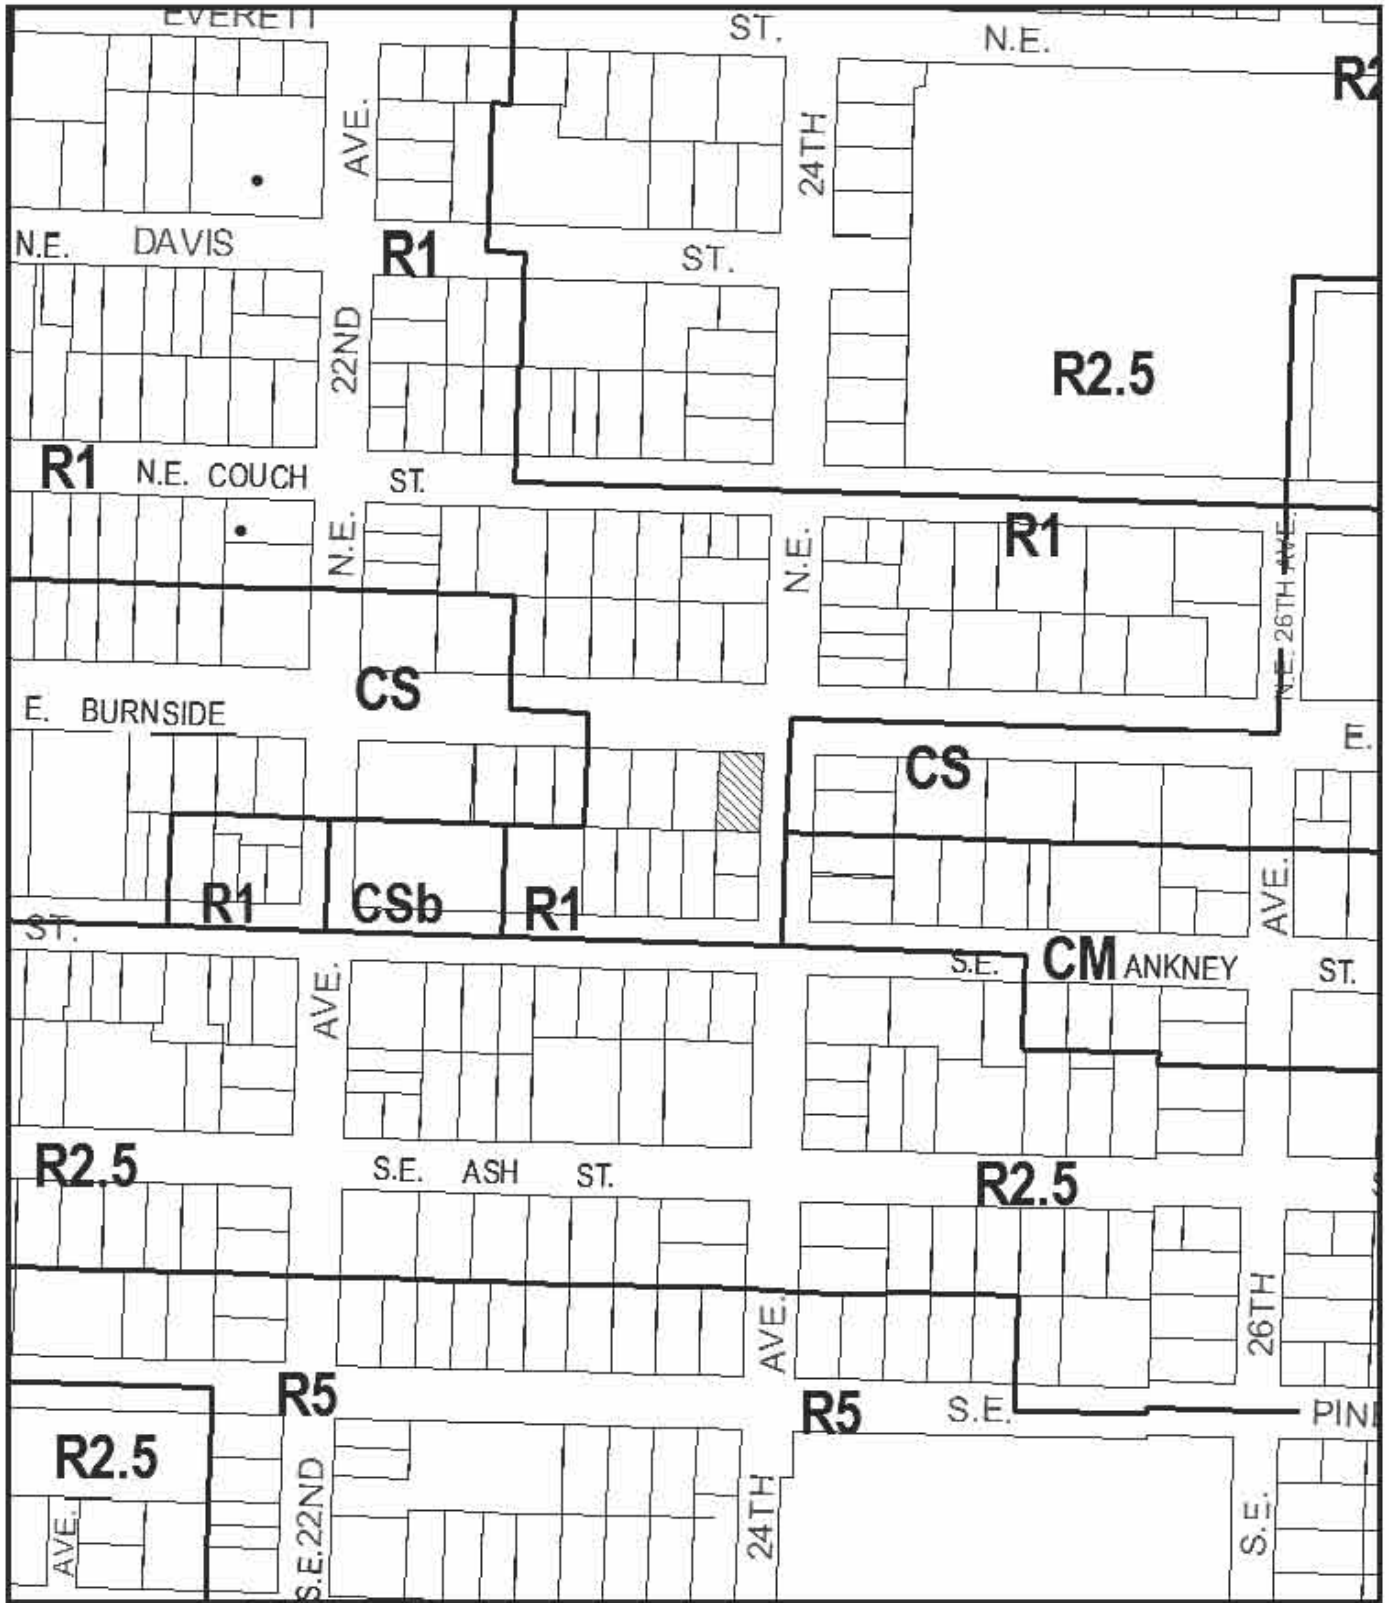 EVERETT
ST.
N.E.
AVE.
24TH
N.E. DAVIS
R1
ST.
22ND
R2.5
R1
N.E. COUCH
ST.
N.E.
N.E.
R1
N.E. 26TH AVE.
CS
E. BURNSIDE
E.
CS
R1
CSb
R1
AVE.
ST.
S.E.
CM
ANKNEY
ST.
AVE.
R2.5
S.E. ASH ST.
R2.5
26TH
AVE.
R5
R5
S.E.
R2.5
S.E. 22ND
24TH
S.E.
AVE.